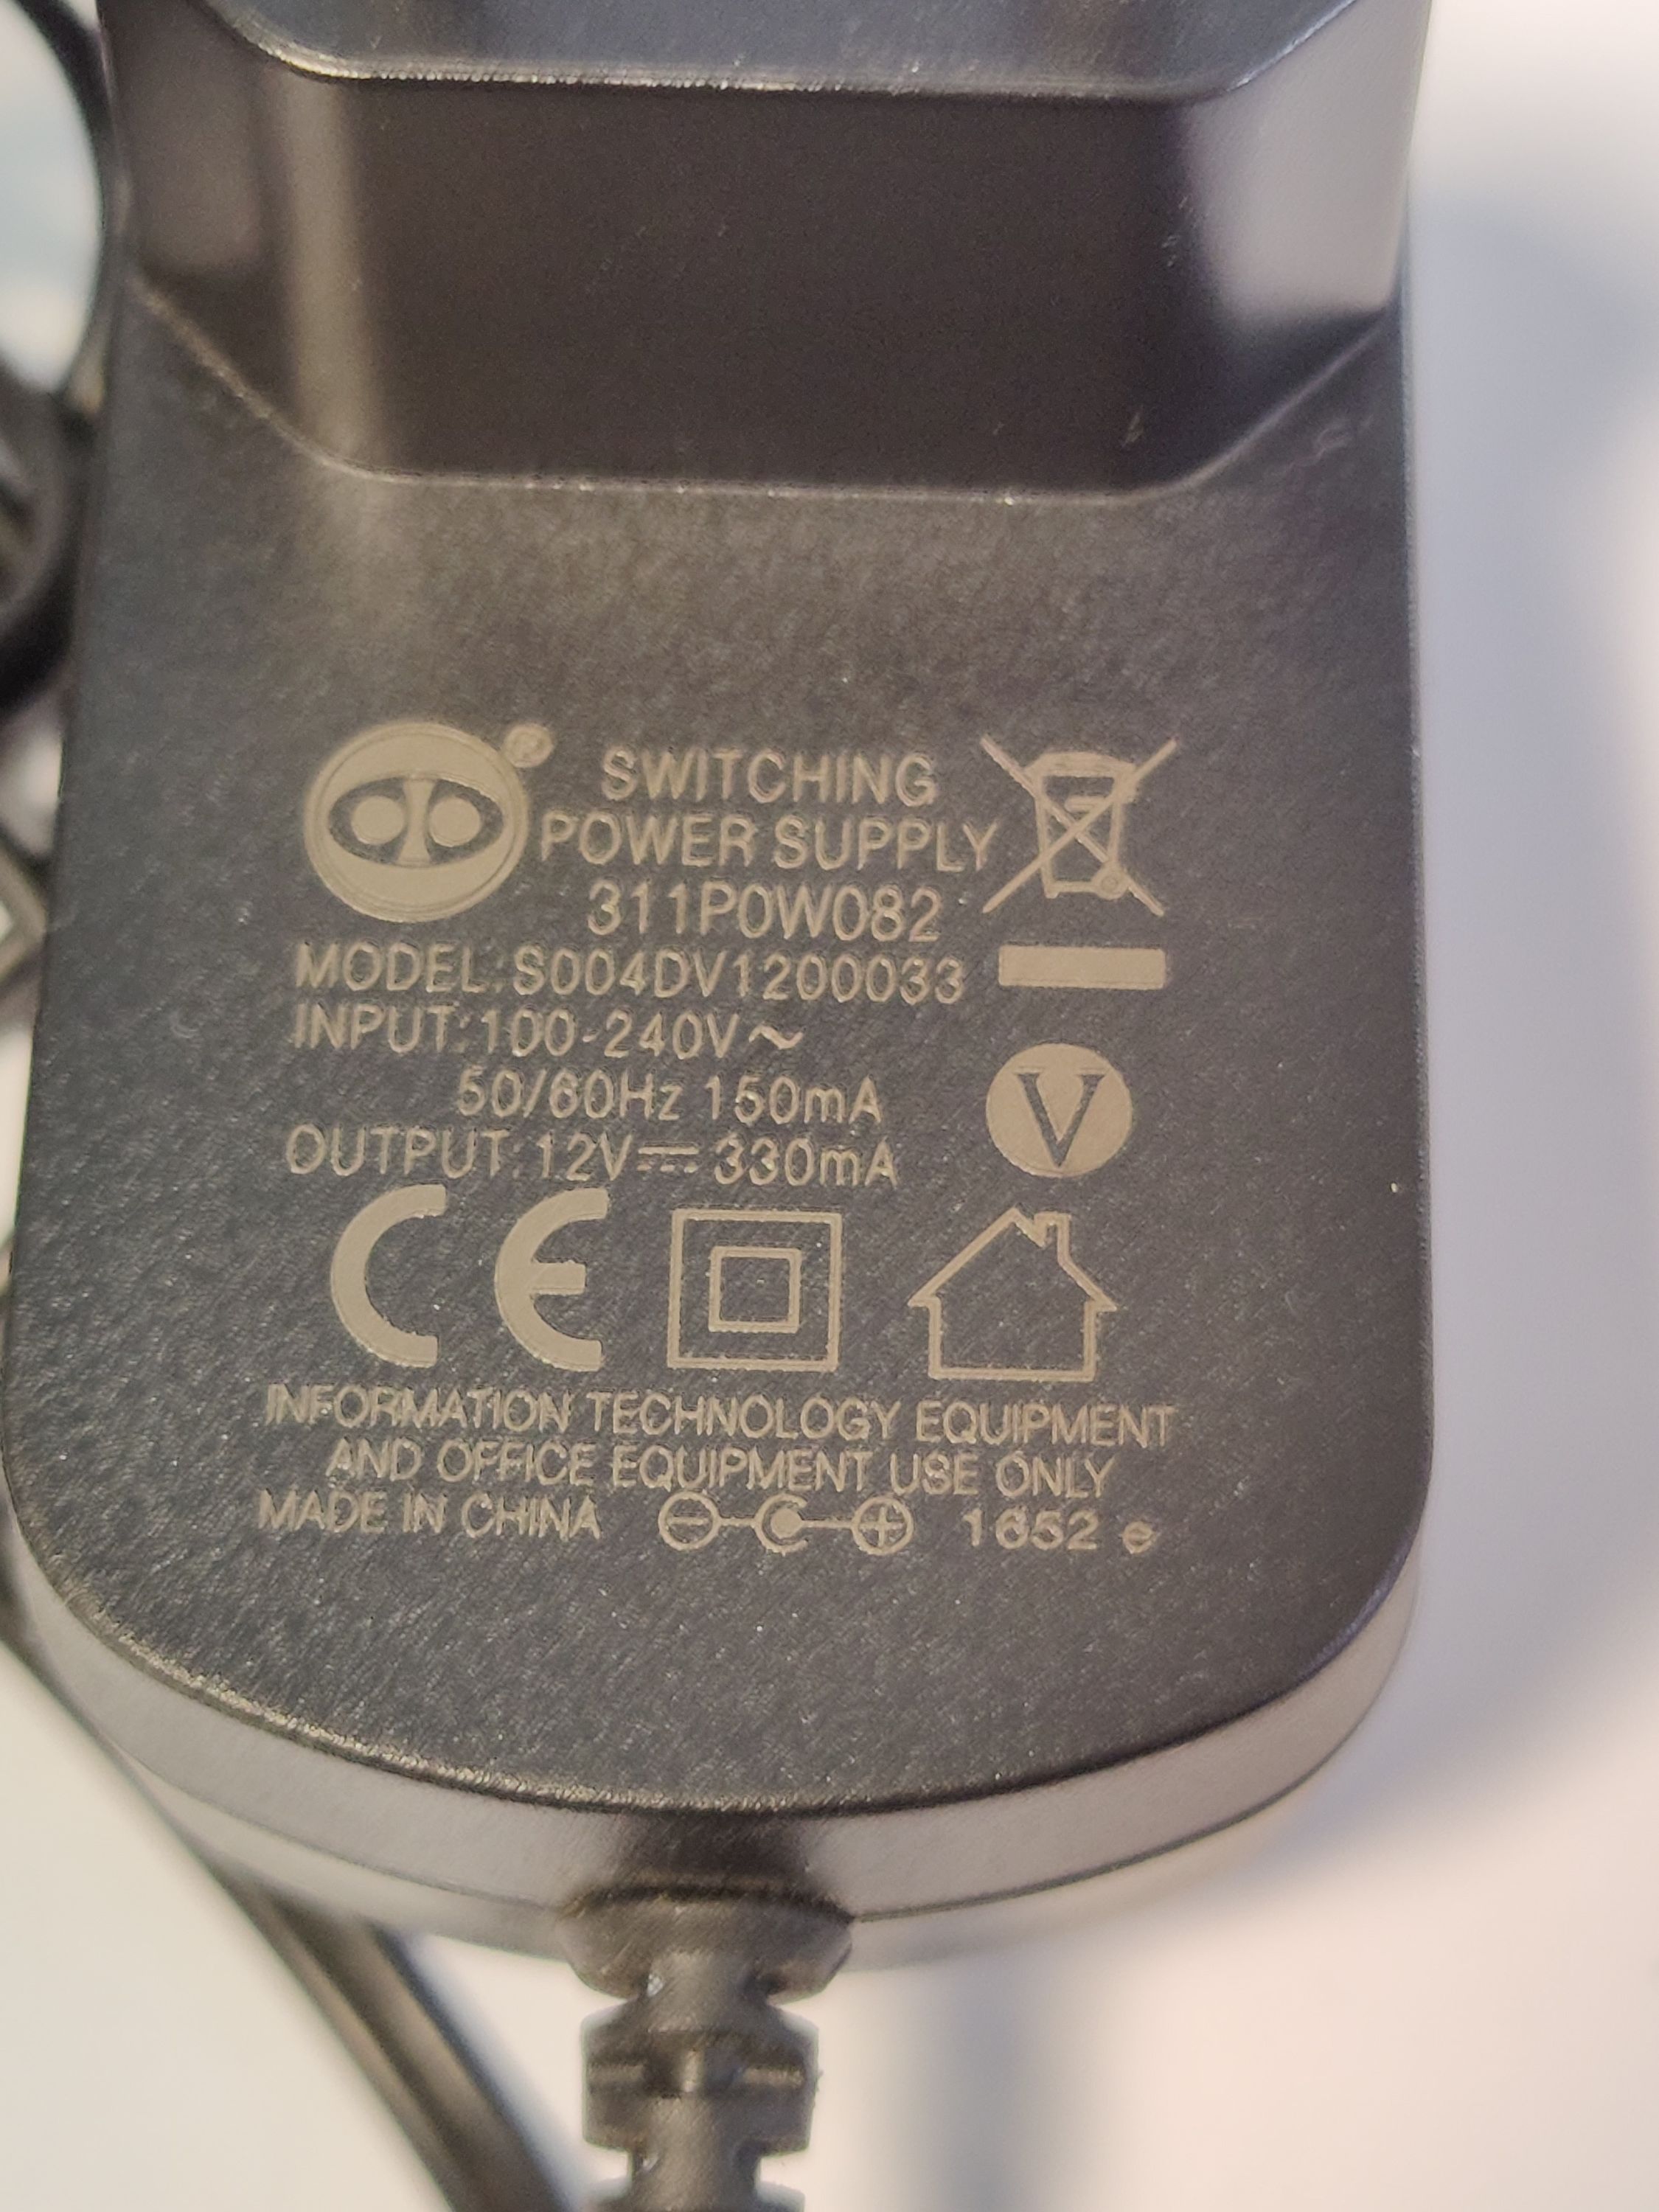 SWITCHING
POWER SUPPLY
311P0W082
MODEL:S004DV1200033
INPUT:100-240V~
50/60Hz 150mA
OUTPUT:12V⎓330mA
V
CE
INFORMATION TECHNOLOGY EQUIPMENT
AND OFFICE EQUIPMENT USE ONLY
MADE IN CHINA 1652 e